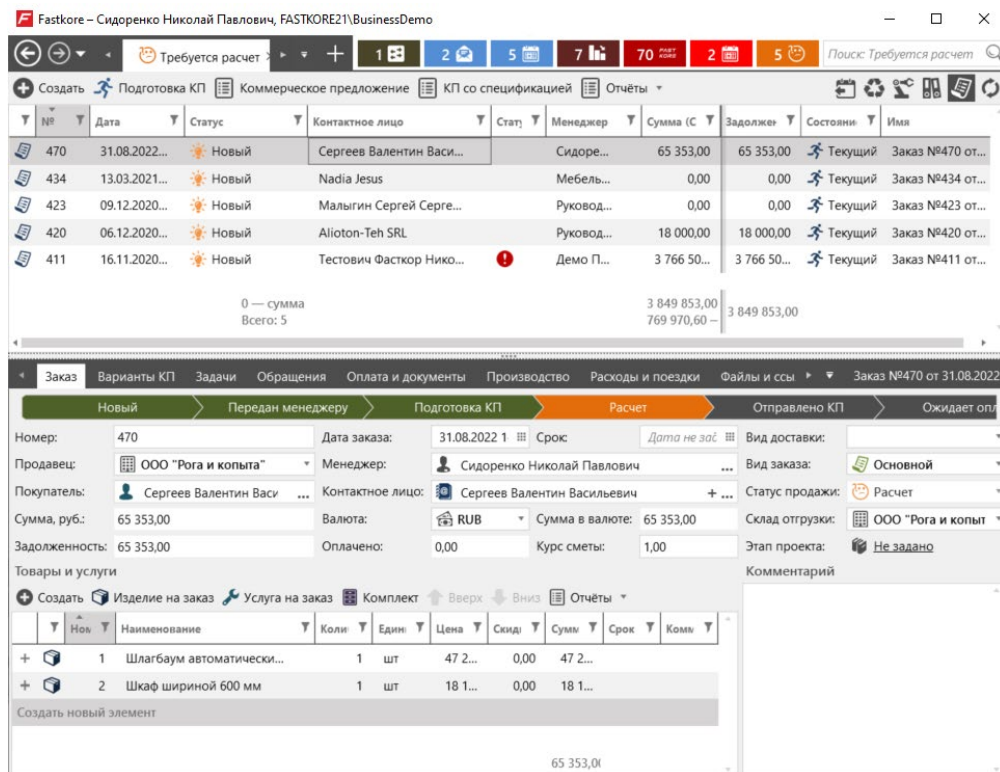 Fastkore – Сидоренко Николай Павлович, FASTKORE21\BusinessDemo
Требуется расчет 1 2 5 7 70 FAST KORE 2 5 Поиск: Требуется расчет
Создать Подготовка КП Коммерческое предложение КП со спецификацией Отчёты
№ Дата Статус Контактное лицо Стат Менеджер Сумма (С Задолжен Состояни Имя
470 31.08.2022... Новый Сергеев Валентин Васи... Сидоре... 65 353,00 65 353,00 Текущий Заказ №470 от...
434 13.03.2021... Новый Nadia Jesus Мебель... 0,00 0,00 Текущий Заказ №434 от...
423 09.12.2020... Новый Малыгин Сергей Серге... Руковод... 0,00 0,00 Текущий Заказ №423 от...
420 06.12.2020... Новый Alioton-Teh SRL Руковод... 18 000,00 18 000,00 Текущий Заказ №420 от...
411 16.11.2020... Новый Тестович Фасткор Нико... Демо П... 3 766 50... 3 766 50... Текущий Заказ №411 от...
0 — сумма 3 849 853,00 3 849 853,00
Всего: 5 769 970,60 –
Заказ Варианты КП Задачи Обращения Оплата и документы Производство Расходы и поездки Файлы и ссы Заказ №470 от 31.08.2022
Новый Передан менеджеру Подготовка КП Расчет Отправлено КП Ожидает опл
Номер: 470 Дата заказа: 31.08.2022 1 Срок: Дата не зад Вид доставки:
Продавец: ООО "Рога и копыта" Менеджер: Сидоренко Николай Павлович ... Вид заказа: Основной
Покупатель: Сергеев Валентин Васи ... Контактное лицо: Сергеев Валентин Васильевич + ... Статус продажи: Расчет
Сумма, руб.: 65 353,00 Валюта: RUB Сумма в валюте: 65 353,00 Склад отгрузки: ООО "Рога и копыт
Задолженность: 65 353,00 Оплачено: 0,00 Курс сметы: 1,00 Этап проекта: Не задано
Товары и услуги Комментарий
Создать Изделие на заказ Услуга на заказ Комплект Вверх Вниз Отчёты
Ном Наименование Коли Едини Цена Скид Сумм Срок Комм
+ 1 Шлагбаум автоматически... 1 шт 47 2... 0,00 47 2...
+ 2 Шкаф шириной 600 мм 1 шт 18 1... 0,00 18 1...
Создать новый элемент
65 353,00